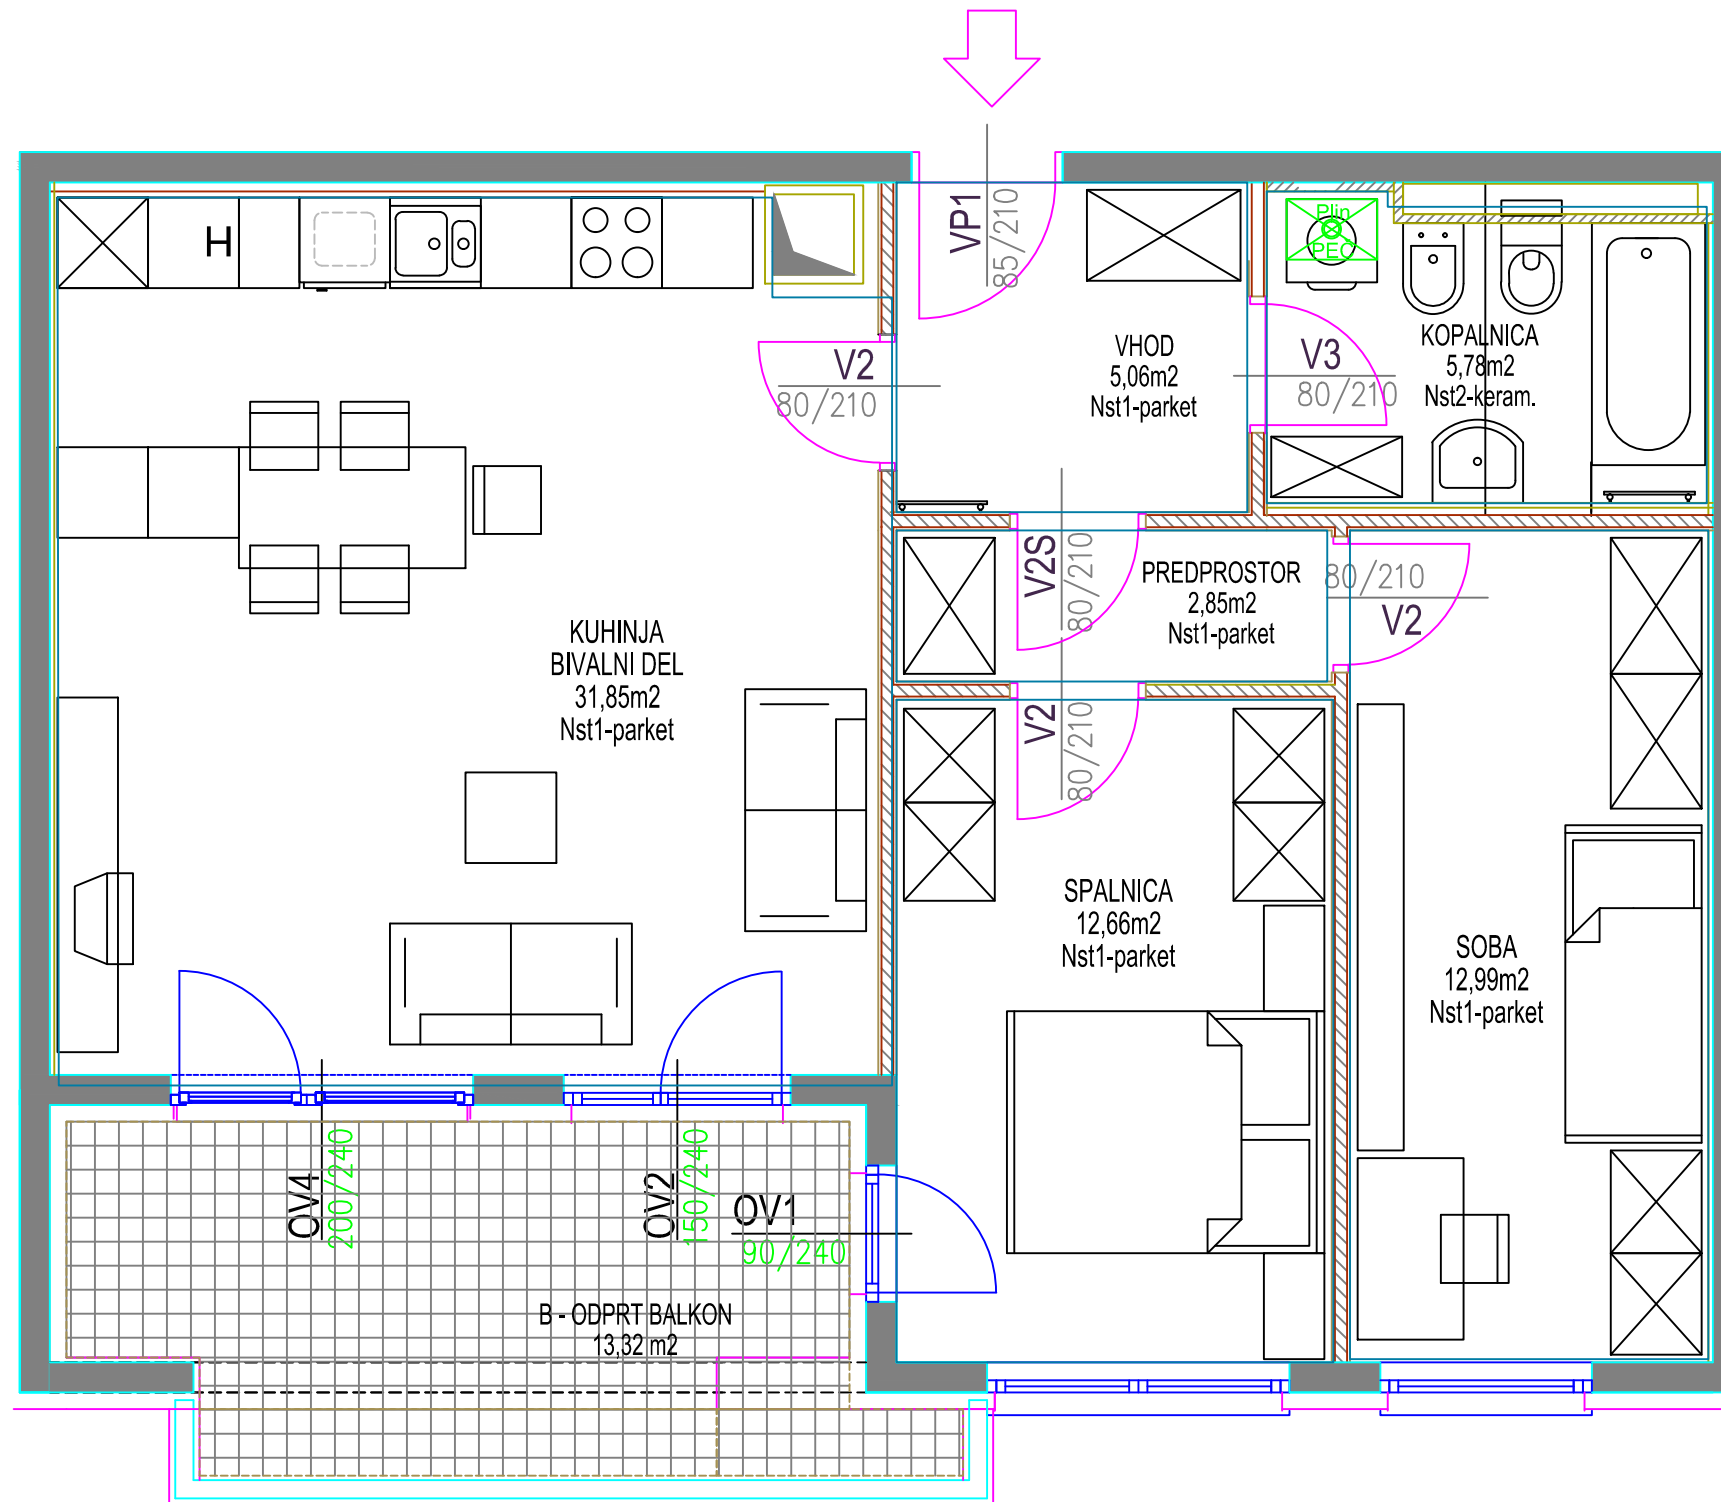 VP1
85/210
H
Plin
PEČ
V2
80/210
VHOD
5,06m2
Nst1-parket
V3
80/210
KOPALNICA
5,78m2
Nst2-keram.
V2S
80/210
PREDPROSTOR
2,85m2
Nst1-parket
80/210
V2
KUHINJA
BIVALNI DEL
31,85m2
Nst1-parket
V2
80/210
SPALNICA
12,66m2
Nst1-parket
SOBA
12,99m2
Nst1-parket
OV4
200/240
OV2
150/240
OV1
90/240
B - ODPRT BALKON
13,32 m2